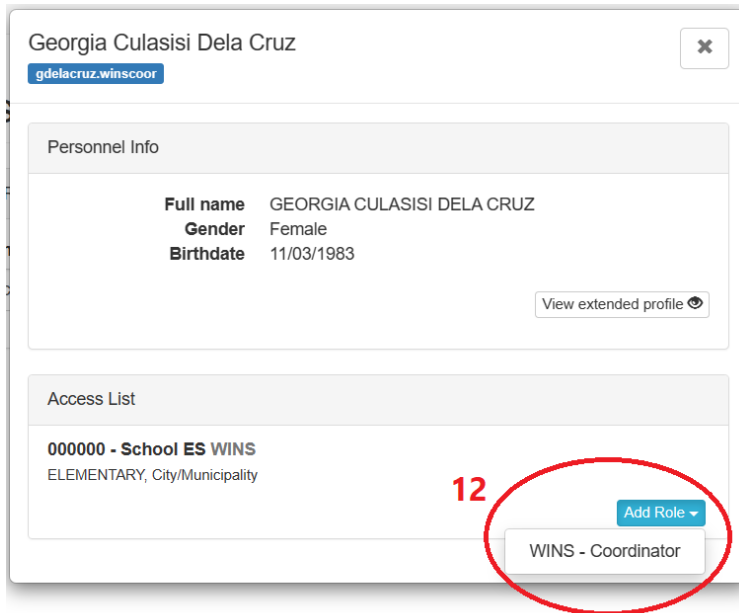 Georgia Culasisi Dela Cruz
gdelacruz.winscoor
Personnel Info
Full name GEORGIA CULASISI DELA CRUZ
Gender Female
Birthdate 11/03/1983
View extended profile
Access List
000000 - School ES WINS
ELEMENTARY, City/Municipality
12
Add Role
WINS - Coordinator